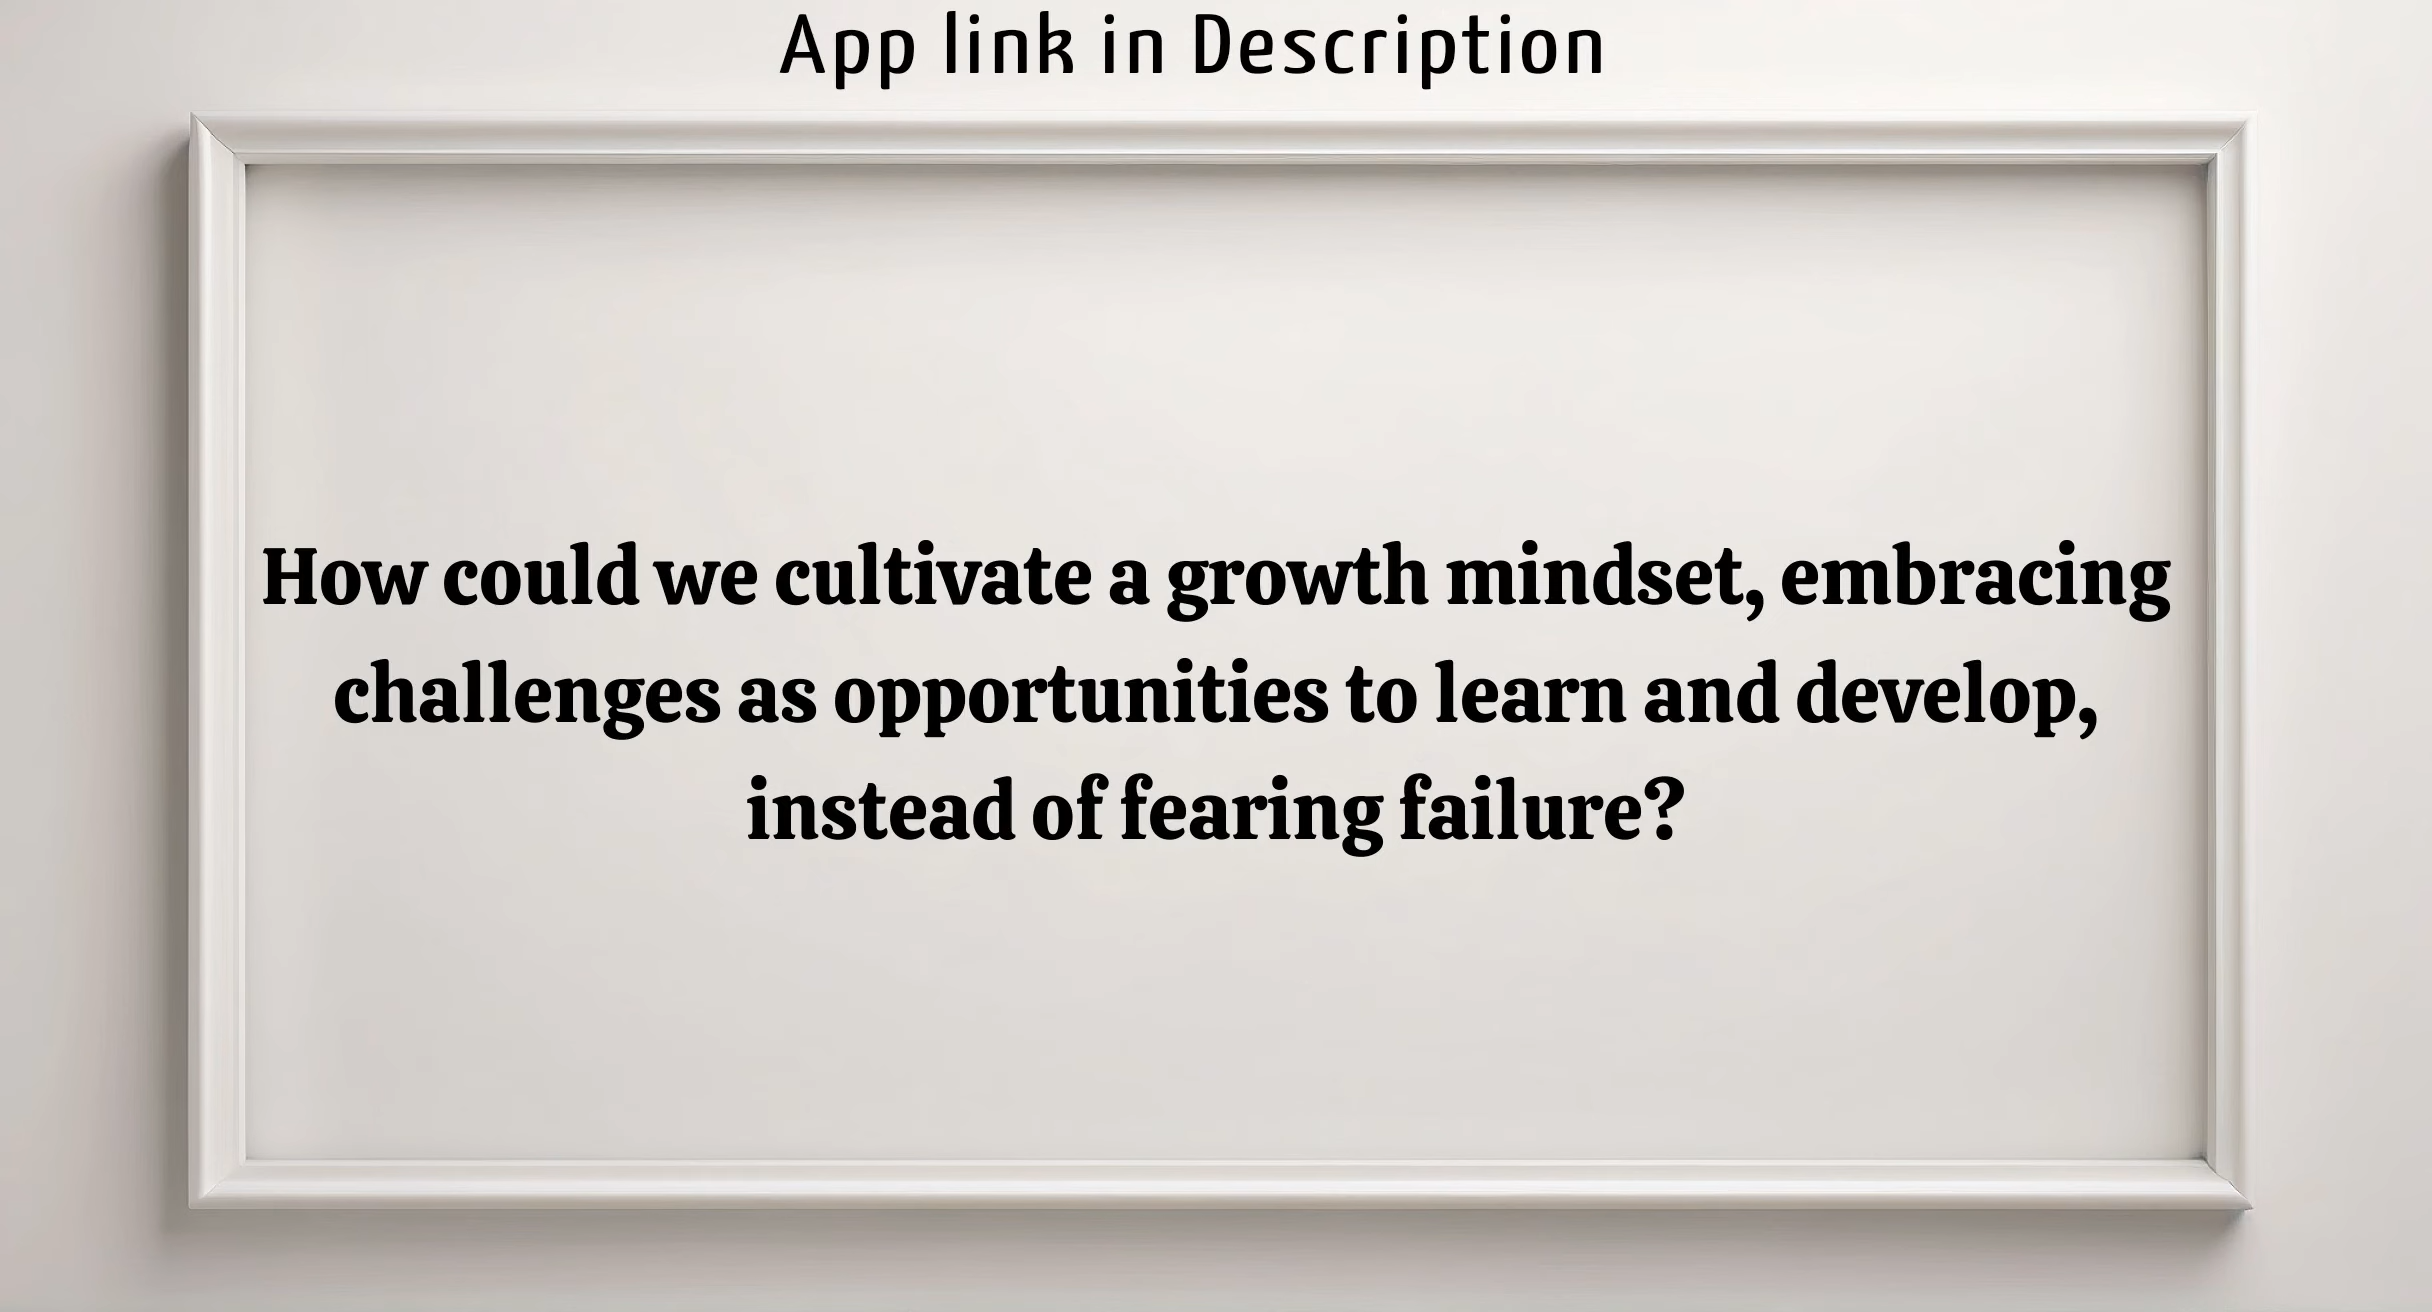 App link in Description
How could we cultivate a growth mindset, embracing
challenges as opportunities to learn and develop,
instead of fearing failure?